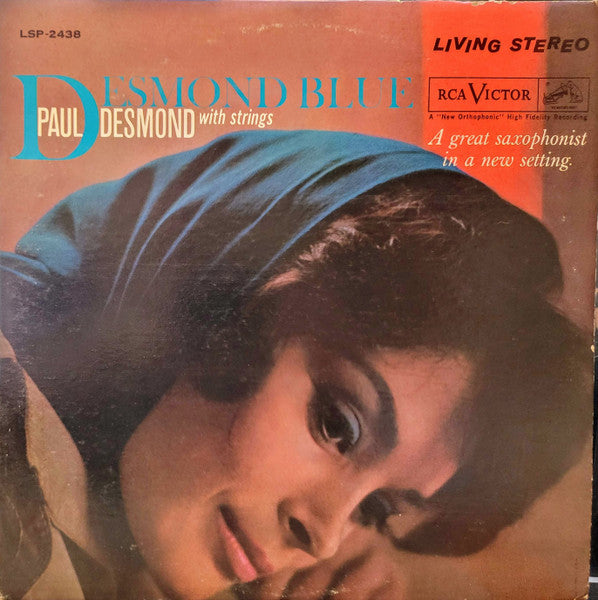 LSP-2438
LIVING STEREO
DESMOND BLUE
PAUL DESMOND with strings
RCA VICTOR
A "New Orthophonic" High Fidelity Recording
A great saxophonist
in a new setting.